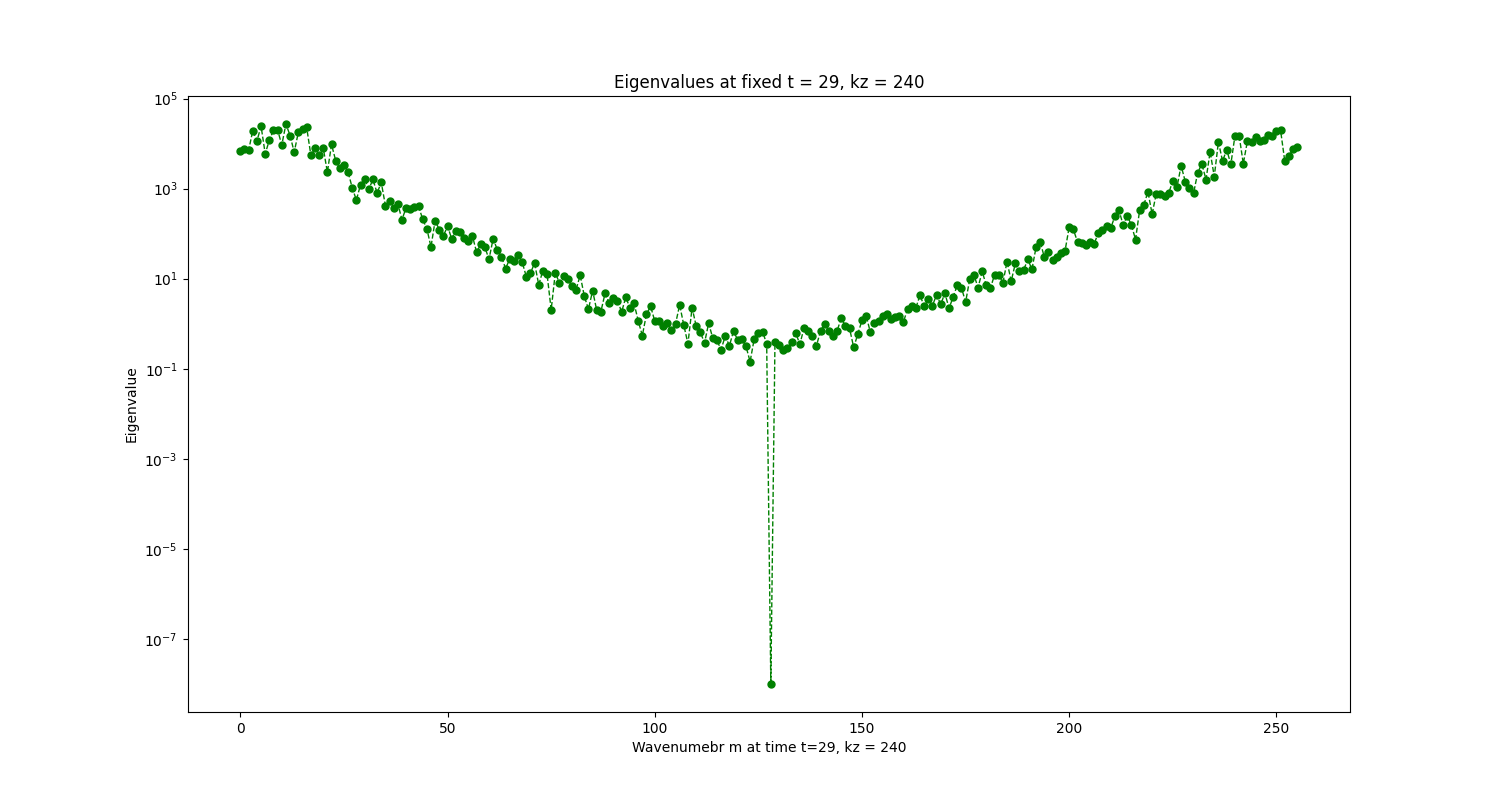 Eigenvalues at fixed t = 29, kz = 240
10^5
10^3
10^1
10^-1
10^-3
10^-5
10^-7
Eigenvalue
0 50 100 150 200 250
Wavenumebr m at time t=29, kz = 240